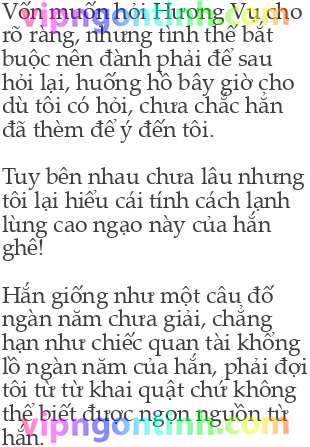 Vốn muốn hỏi Hương Vụ cho
vipngontinh.com
rõ ràng, nhưng tình thế bắt
buộc nên đành phải để sau
hỏi lại, huống hồ bây giờ cho
dù tôi có hỏi, chưa chắc hắn
đã thèm để ý đến tôi.
Tuy bên nhau chưa lâu nhưng
tôi lại hiểu cái tính cách lạnh
lùng cao ngạo này của hắn
ghê!
Hắn giống như một câu đố
ngàn năm chưa giải, chẳng
hạn như chiếc quan tài khổng
lồ ngàn năm của hắn, phải đợi
tôi từ từ khai quật chứ không
thể biết được ngọn nguồn từ
vipngontinh.com
hắn.